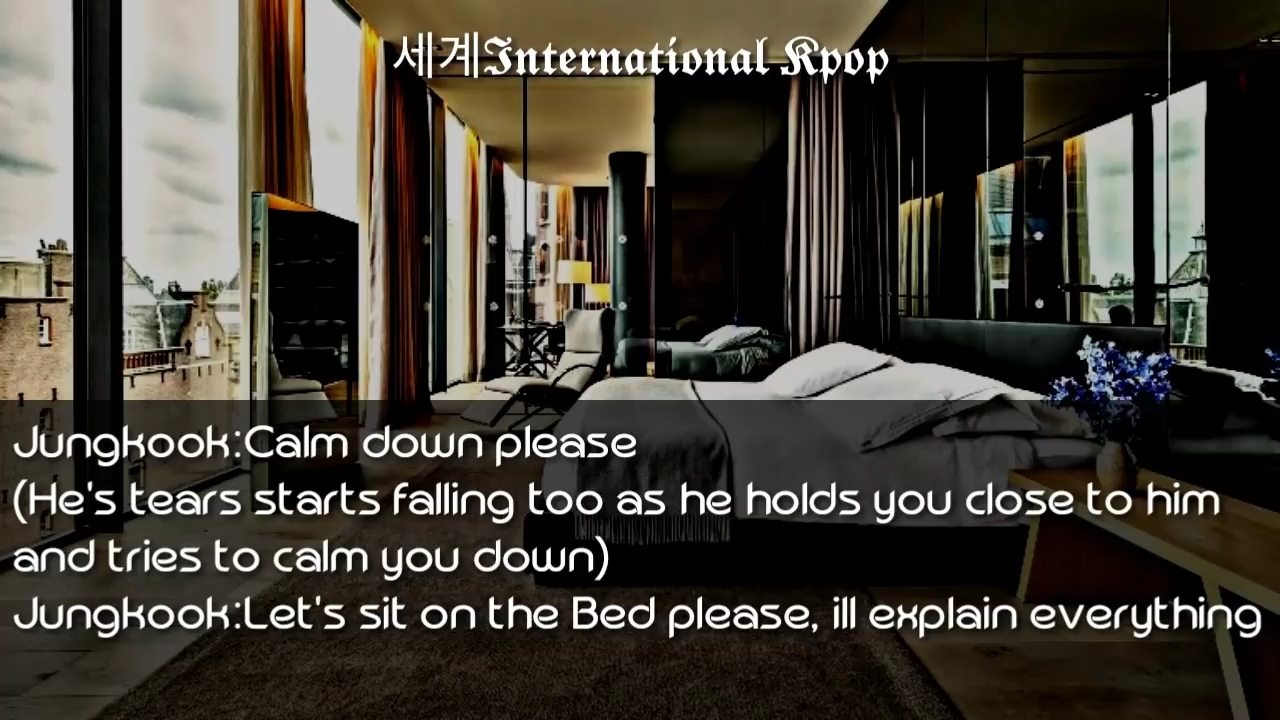 세계International Kpop
Jungkook:Calm down please
(He's tears starts falling too as he holds you close to him
and tries to calm you down)
Jungkook:Let's sit on the Bed please, ill explain everything